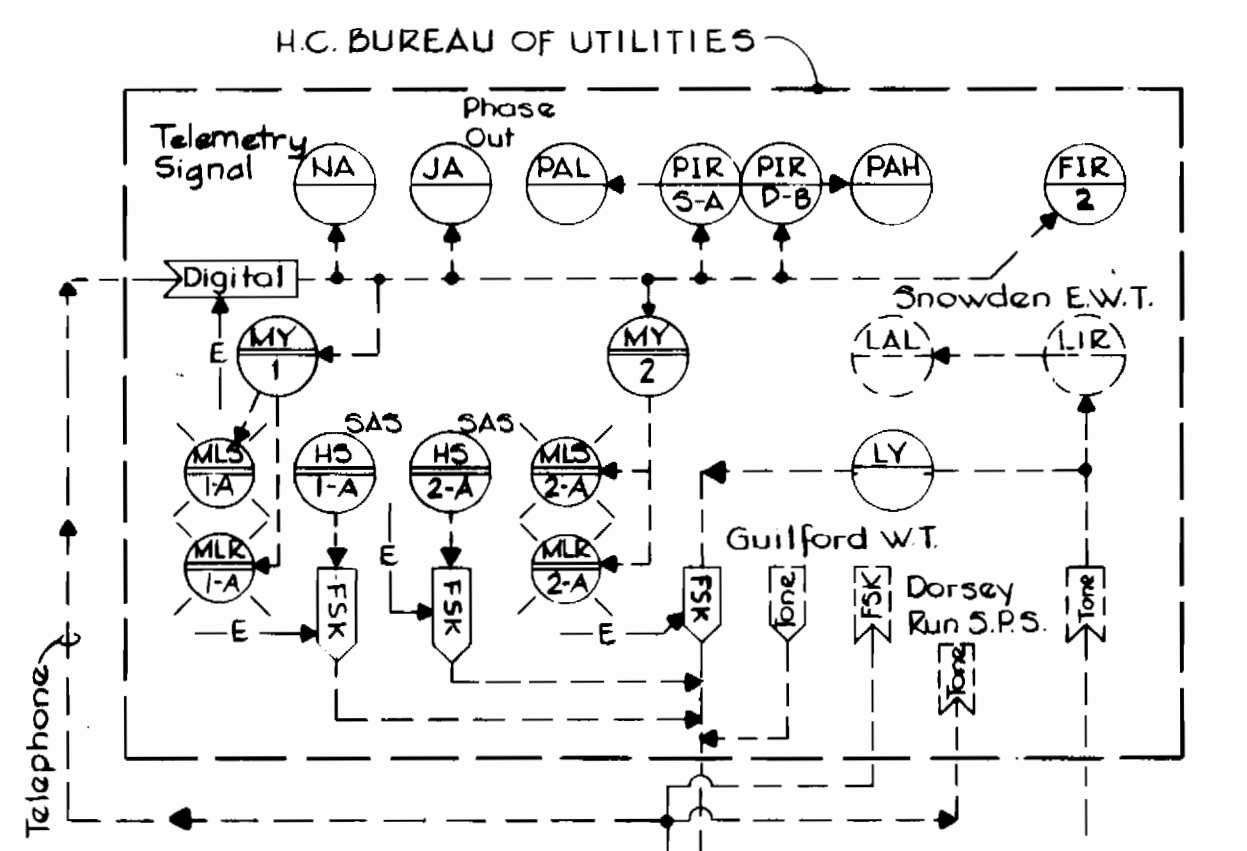 H.C. BUREAU OF UTILITIES
Phase
Out
Telemetry
Signal
NA
JA
PAL
PIR
S-A
PIR
D-B
PAH
FIR
2
Digital
Snowden E.W.T.
E
MY
1
MY
2
LAL
LIR
SAS
SAS
MLS
1-A
HS
1-A
HS
2-A
MLS
2-A
LY
Guilford W.T.
MLR
1-A
E
MLR
2-A
FSK
FSK
FSK
Tone
FSK
Dorsey
Run S.P.S.
Tone
E
E
Tone
Telephone